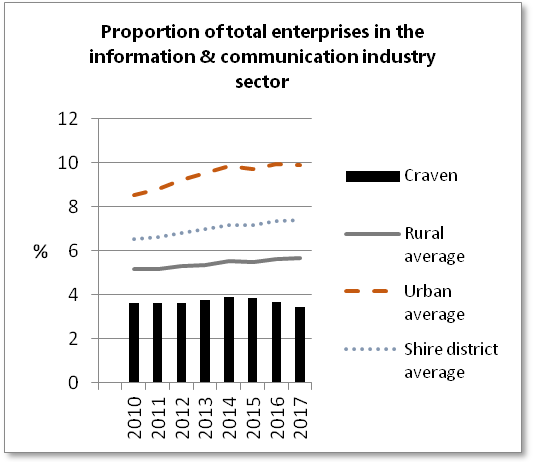 Proportion of total enterprises in the
information & communication industry
sector
12
10
8
6
4
2
0
%
2010
2011
2012
2013
2014
2015
2016
2017
Craven
Rural
average
Urban
average
Shire district
average